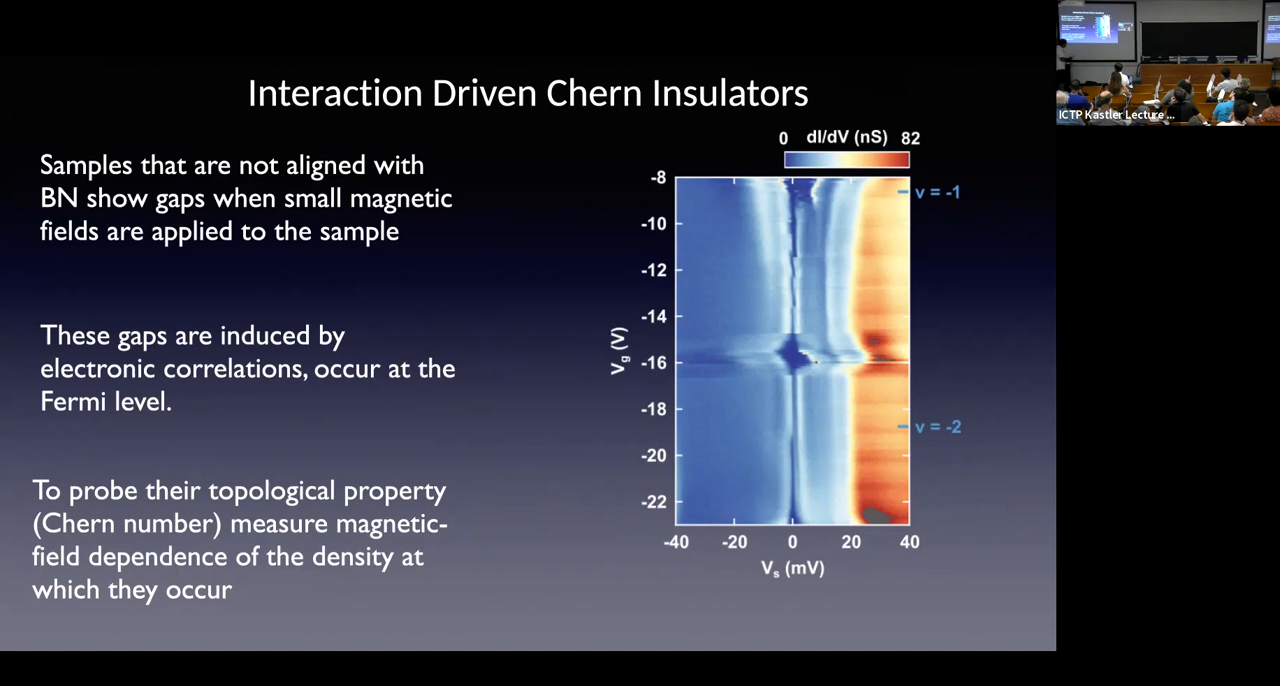 Interaction Driven Chern Insulators
Samples that are not aligned with
BN show gaps when small magnetic
fields are applied to the sample
These gaps are induced by
electronic correlations, occur at the
Fermi level.
To probe their topological property
(Chern number) measure magnetic-
field dependence of the density at
which they occur
0 dI/dV (nS) 82
-8
-10
-12
-14
-16
-18
-20
-22
Vg (V)
ν = -1
ν = -2
-40 -20 0 20 40
Vs (mV)
ICTP Kastler Lecture ...